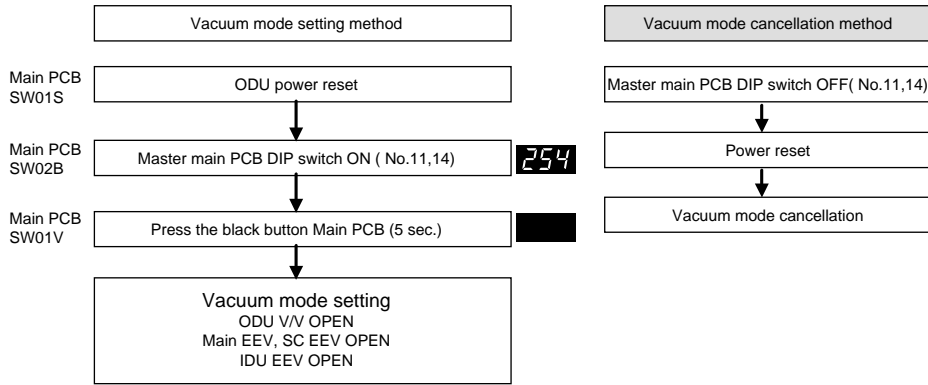 Vacuum mode setting method
Main PCB
SW01S
ODU power reset
Main PCB
SW02B
Master main PCB DIP switch ON ( No.11,14)
254
Main PCB
SW01V
Press the black button Main PCB (5 sec.)
Vacuum mode setting
ODU V/V OPEN
Main EEV, SC EEV OPEN
IDU EEV OPEN
Vacuum mode cancellation method
Master main PCB DIP switch OFF( No.11,14)
Power reset
Vacuum mode cancellation